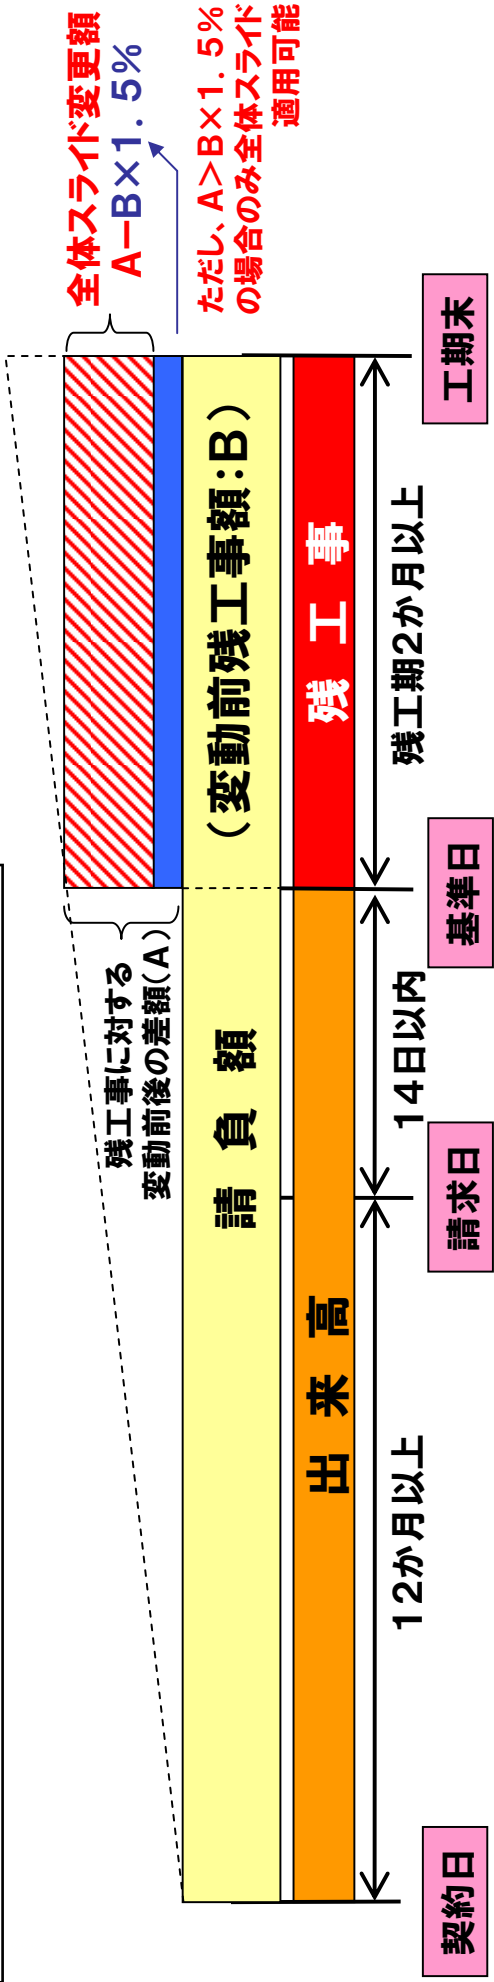 全体スライド変更額
A－B×1．5％
ただし、A＞B×1．5％
の場合のみ全体スライド
適用可能
残工事に対する
変動前後の差額(A)
請　負　額
（変動前残工事額：B）
出　来　高
残　工　事
12か月以上
14日以内
残工期2か月以上
契約日
請求日
基準日
工期末